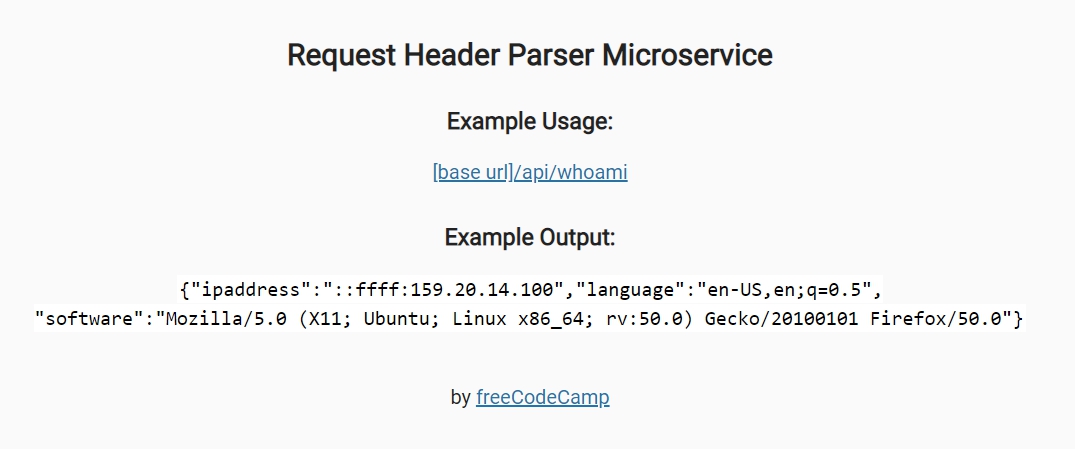 Request Header Parser Microservice
Example Usage:
[base url]/api/whoami
Example Output:
{"ipaddress":"::ffff:159.20.14.100","language":"en-US,en;q=0.5",
"software":"Mozilla/5.0 (X11; Ubuntu; Linux x86_64; rv:50.0) Gecko/20100101 Firefox/50.0"}
by freeCodeCamp